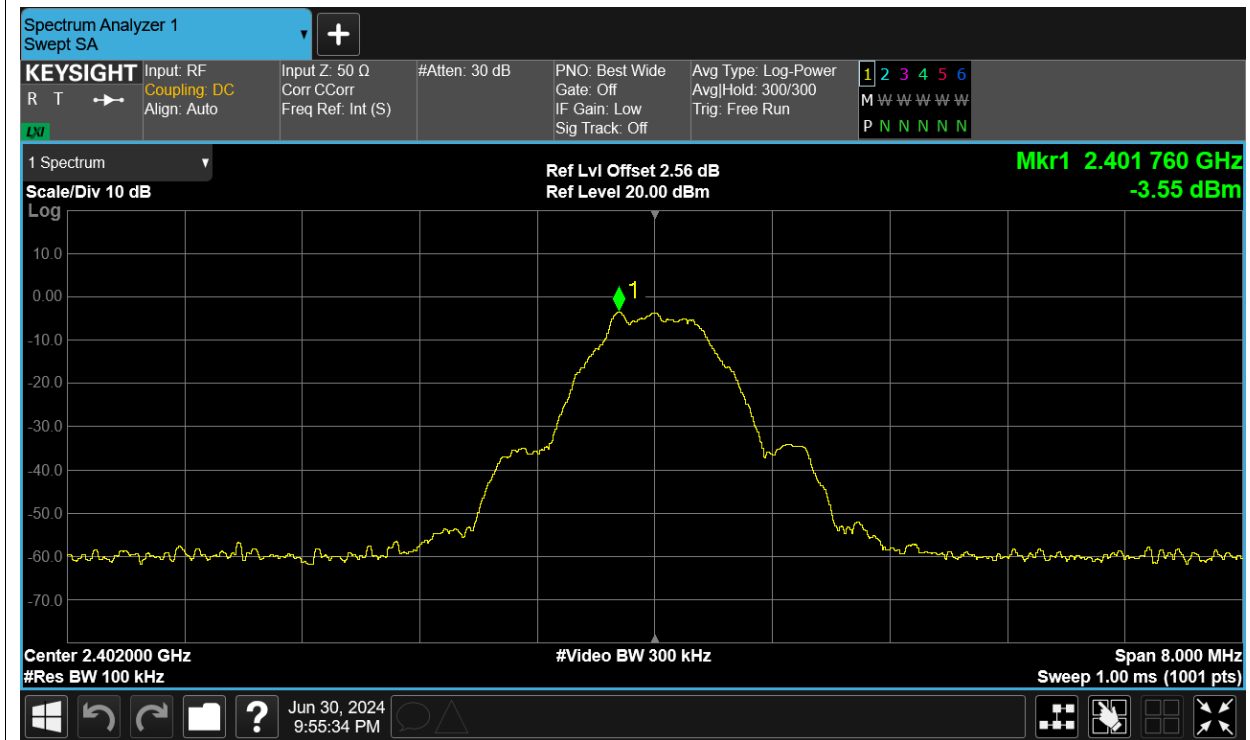 Spectrum Analyzer 1
Swept SA
KEYSIGHT
R T
LXI
Input: RF
Coupling: DC
Align: Auto
Input Z: 50 Ω
Corr CCorr
Freq Ref: Int (S)
#Atten: 30 dB
PNO: Best Wide
Gate: Off
IF Gain: Low
Sig Track: Off
Avg Type: Log-Power
Avg|Hold: 300/300
Trig: Free Run
1 2 3 4 5 6
M W W W W W
P N N N N N
1 Spectrum
Scale/Div 10 dB
Log
Ref Lvl Offset 2.56 dB
Ref Level 20.00 dBm
Mkr1 2.401 760 GHz
-3.55 dBm
1
10.0
0.00
-10.0
-20.0
-30.0
-40.0
-50.0
-60.0
-70.0
Center 2.402000 GHz
#Res BW 100 kHz
#Video BW 300 kHz
Span 8.000 MHz
Sweep 1.00 ms (1001 pts)
?
Jun 30, 2024
9:55:34 PM